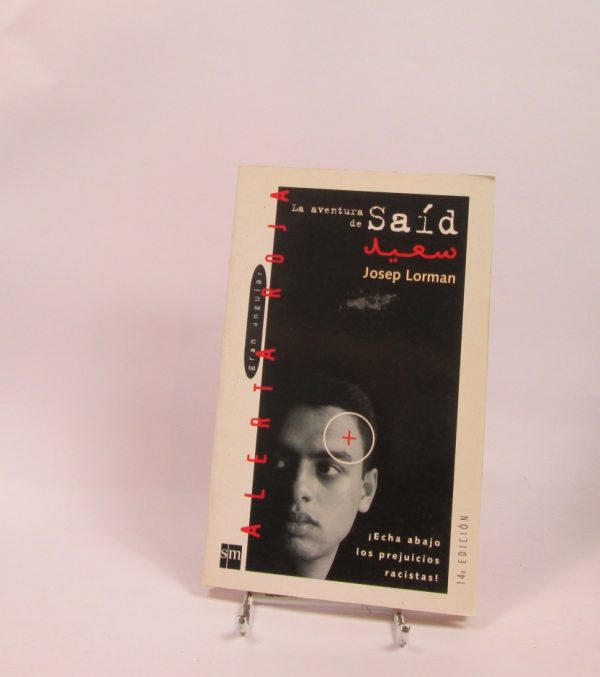 La aventura
de Saíd
سعيد
Josep Lorman
ALERTA ROJA
gran angular
¡Echa abajo
los prejuicios
racistas!
sm
14ª EDICIÓN